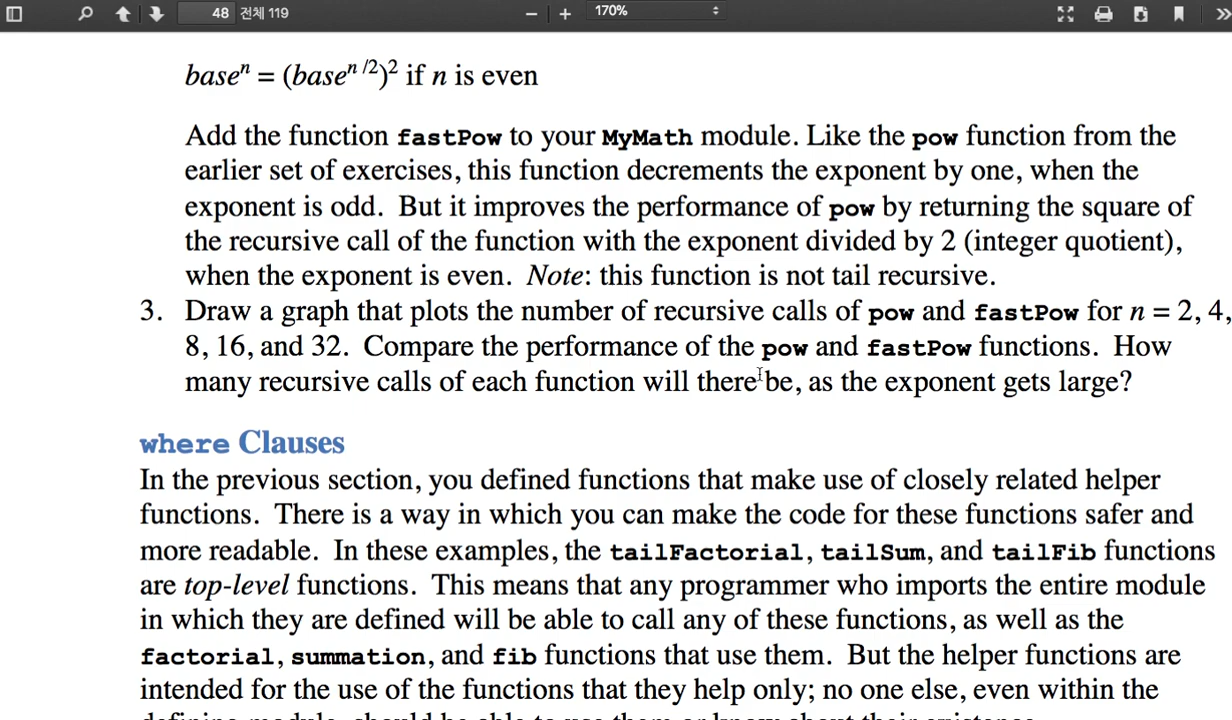 48 전체 119
170%
baseⁿ = (baseⁿ ᐟ²)² if n is even
Add the function fastPow to your MyMath module. Like the pow function from the
earlier set of exercises, this function decrements the exponent by one, when the
exponent is odd. But it improves the performance of pow by returning the square of
the recursive call of the function with the exponent divided by 2 (integer quotient),
when the exponent is even. Note: this function is not tail recursive.
3. Draw a graph that plots the number of recursive calls of pow and fastPow for n = 2, 4,
8, 16, and 32. Compare the performance of the pow and fastPow functions. How
many recursive calls of each function will there be, as the exponent gets large?
where Clauses
In the previous section, you defined functions that make use of closely related helper
functions. There is a way in which you can make the code for these functions safer and
more readable. In these examples, the tailFactorial, tailSum, and tailFib functions
are top-level functions. This means that any programmer who imports the entire module
in which they are defined will be able to call any of these functions, as well as the
factorial, summation, and fib functions that use them. But the helper functions are
intended for the use of the functions that they help only; no one else, even within the